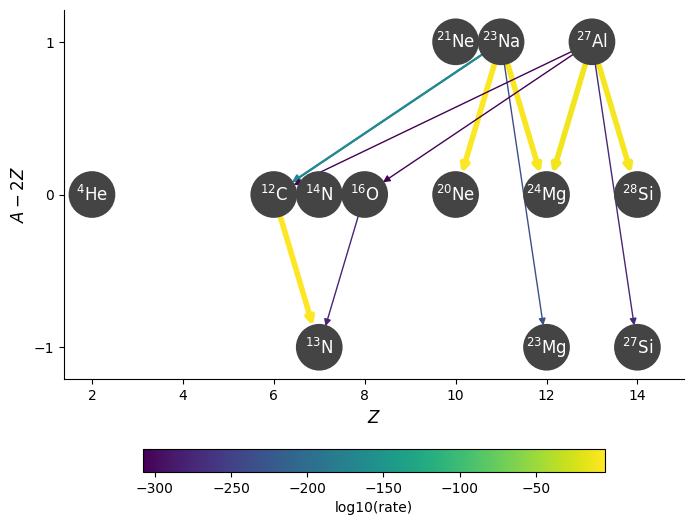 1
²¹Ne
²³Na
²⁷Al
A − 2Z
0
⁴He
¹²C
¹⁴N
¹⁶O
²⁰Ne
²⁴Mg
²⁸Si
−1
¹³N
²³Mg
²⁷Si
2 4 6 8 10 12 14
Z
−300 −250 −200 −150 −100 −50
log10(rate)